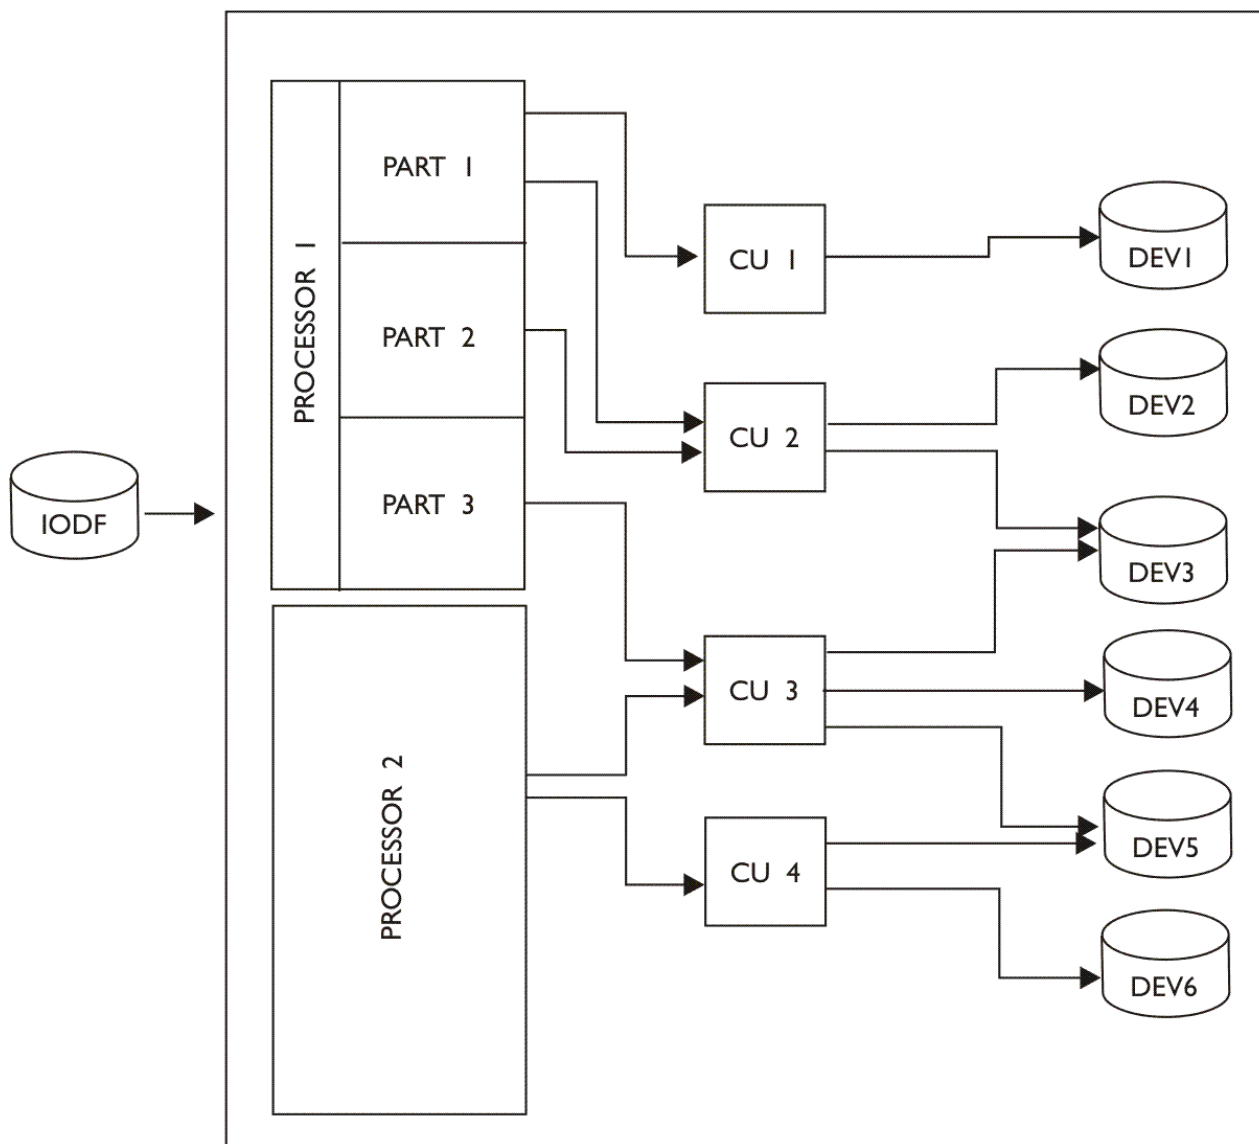 PROCESSOR 1
PART 1
PART 2
PART 3
PROCESSOR 2
IODF
CU 1
CU 2
CU 3
CU 4
DEV1
DEV2
DEV3
DEV4
DEV5
DEV6